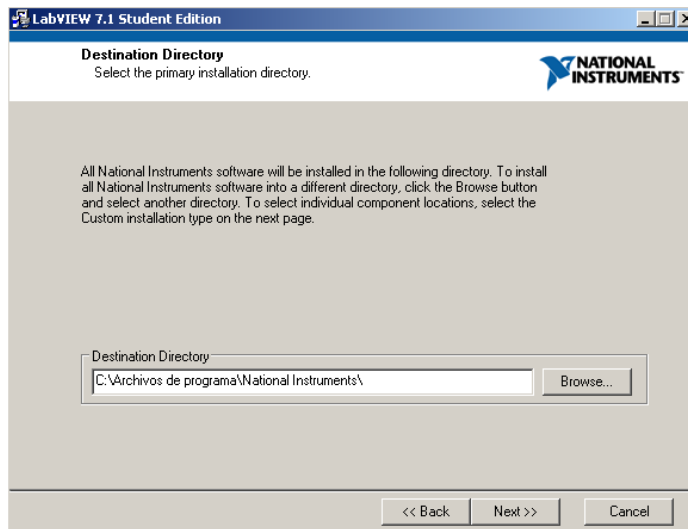 LabVIEW 7.1 Student Edition
Destination Directory
Select the primary installation directory.
NATIONAL
INSTRUMENTS™
All National Instruments software will be installed in the following directory. To install
all National Instruments software into a different directory, click the Browse button
and select another directory. To select individual component locations, select the
Custom installation type on the next page.
Destination Directory
C:\Archivos de programa\National Instruments\
Browse...
<< Back
Next >>
Cancel